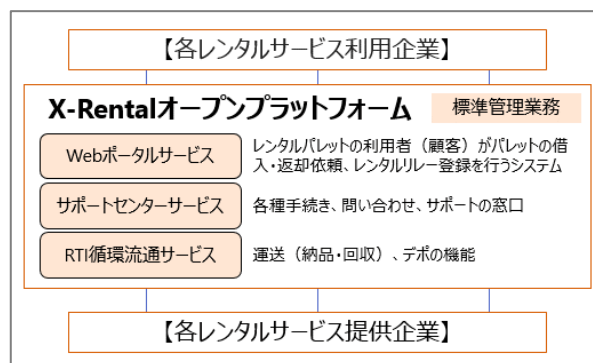 【各レンタルサービス利用企業】
X-Rentalオープンプラットフォーム 標準管理業務
Webポータルサービス レンタルパレットの利用者（顧客）がパレットの借
入・返却依頼、レンタルリレー登録を行うシステム
サポートセンターサービス 各種手続き、問い合わせ、サポートの窓口
RTI循環流通サービス 運送（納品・回収）、デポの機能
【各レンタルサービス提供企業】